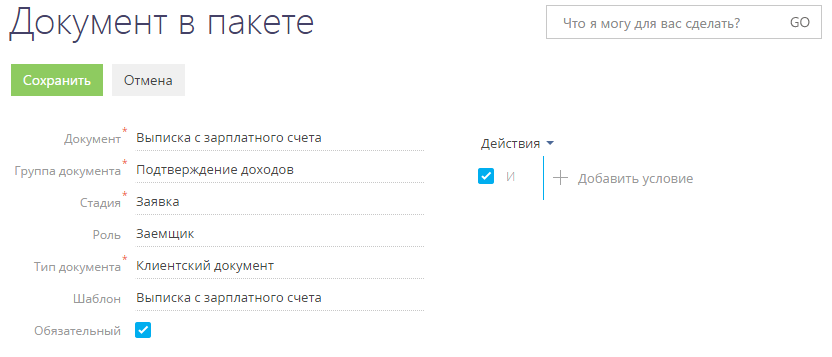 Документ в пакете
Что я могу для вас сделать? GO
Сохранить Отмена
Документ* Выписка с зарплатного счета
Группа документа* Подтверждение доходов
Стадия* Заявка
Роль Заемщик
Тип документа* Клиентский документ
Шаблон Выписка с зарплатного счета
Обязательный
Действия
И Добавить условие